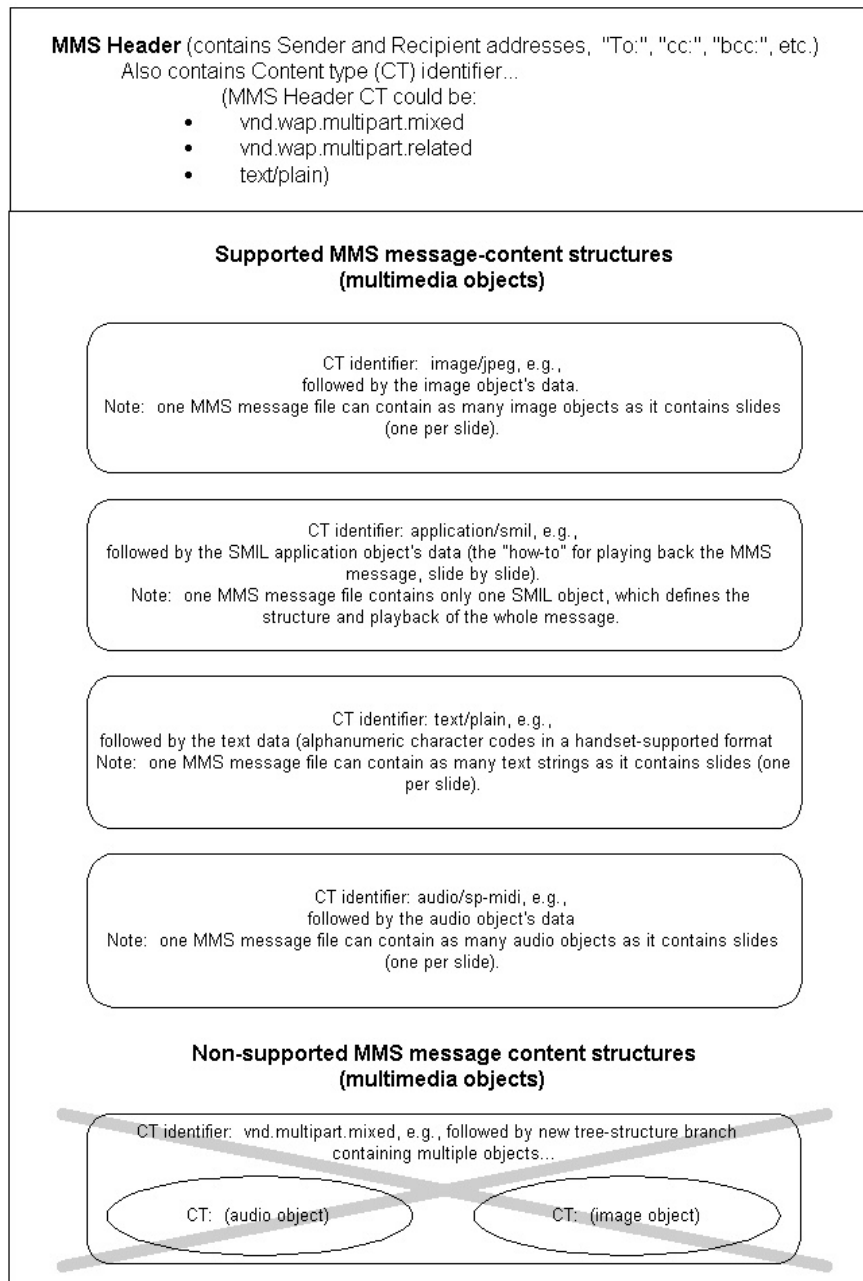 MMS Header (contains Sender and Recipient addresses, "To:", "cc:", "bcc:", etc.)
Also contains Content type (CT) identifier...
(MMS Header CT could be:
• vnd.wap.multipart.mixed
• vnd.wap.multipart.related
• text/plain)
Supported MMS message-content structures
(multimedia objects)
CT identifier: image/jpeg, e.g.,
followed by the image object's data.
Note: one MMS message file can contain as many image objects as it contains slides
(one per slide).
CT identifier: application/smil, e.g.,
followed by the SMIL application object's data (the "how-to" for playing back the MMS
message, slide by slide).
Note: one MMS message file contains only one SMIL object, which defines the
structure and playback of the whole message.
CT identifier: text/plain, e.g.,
followed by the text data (alphanumeric character codes in a handset-supported format
Note: one MMS message file can contain as many text strings as it contains slides (one
per slide).
CT identifier: audio/sp-midi, e.g.,
followed by the audio object's data
Note: one MMS message file can contain as many audio objects as it contains slides
(one per slide).
Non-supported MMS message content structures
(multimedia objects)
CT identifier: vnd.multipart.mixed, e.g., followed by new tree-structure branch
containing multiple objects...
CT: (audio object)
CT: (image object)